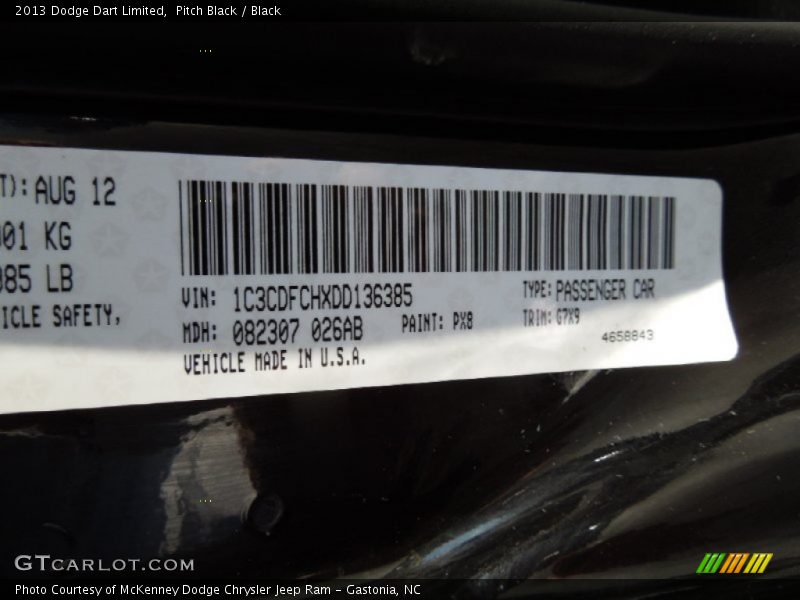 2013 Dodge Dart Limited, Pitch Black / Black
T): AUG 12
001 KG
085 LB
ICLE SAFETY,
VIN: 1C3CDFCHXDD136385
TYPE: PASSENGER CAR
MDH: 082307 026AB
PAINT: PX8
TRIM: G7X9
VEHICLE MADE IN U.S.A.
4658843
GTCARLOT.COM
Photo Courtesy of McKenney Dodge Chrysler Jeep Ram - Gastonia, NC